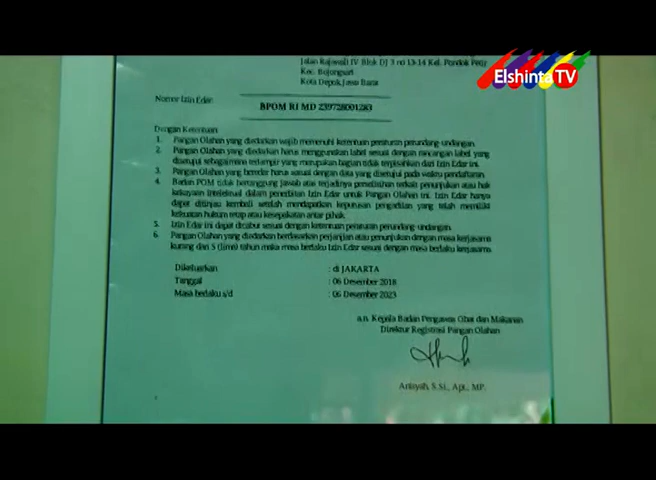 Jalan Rajawali IV Blok DJ 3 no 13-14 Kel. Pondok Petir
Kec. Bojongsari
Kota Depok, Jawa Barat
Elshinta TV
Nomor Izin Edar
BPOM RI MD 239728001283
Dengan Ketentuan
1. Pangan Olahan yang diedarkan wajib memenuhi ketentuan peraturan perundang-undangan.
2. Pangan Olahan yang diedarkan harus menggunakan label sesuai dengan rancangan label yang
disetujui sebagaimana terlampir yang merupakan bagian tidak terpisahkan dari Izin Edar ini.
3. Pangan Olahan yang beredar harus sesuai dengan data yang disetujui pada waktu pendaftaran.
4. Badan POM tidak bertanggung jawab atas terjadinya perselisihan terkait penunjukan atau hak
kekayaan intelektual dalam penerbitan Izin Edar untuk Pangan Olahan ini. Izin Edar hanya
dapat ditinjau kembali setelah mendapatkan keputusan pengadilan yang telah memiliki
kekuatan hukum tetap atau kesepakatan antar pihak.
5. Izin Edar ini dapat dicabut sesuai dengan ketentuan peraturan perundang-undangan.
6. Pangan Olahan yang diedarkan berdasarkan perjanjian atau penunjukan dengan masa kerjasama
kurang dari 5 (lima) tahun maka masa berlaku Izin Edar sesuai dengan masa berlaku kerjasama.
Dikeluarkan : di JAKARTA
Tanggal : 06 Desember 2018
Masa berlaku s/d : 06 Desember 2023
a.n. Kepala Badan Pengawas Obat dan Makanan
Direktur Registrasi Pangan Olahan
S.Si., Apt., MP.